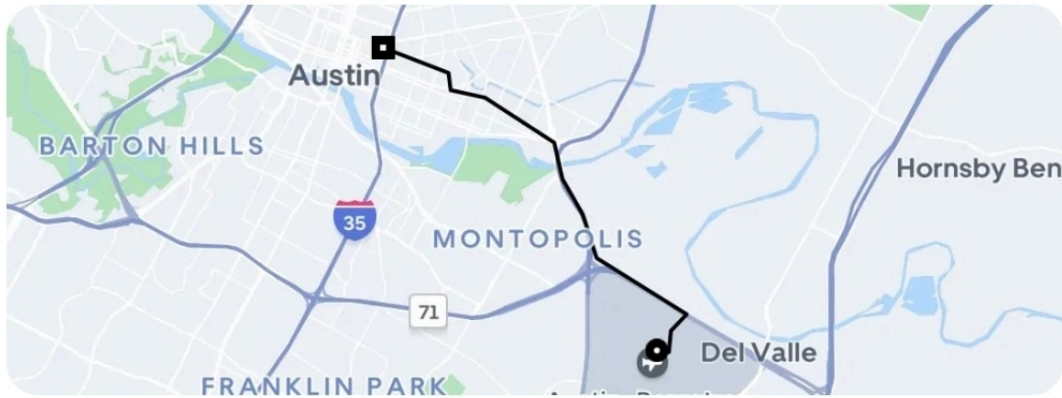 Austin
BARTON HILLS
Hornsby Ben
35
MONTOPOLIS
71
Del Valle
FRANKLIN PARK